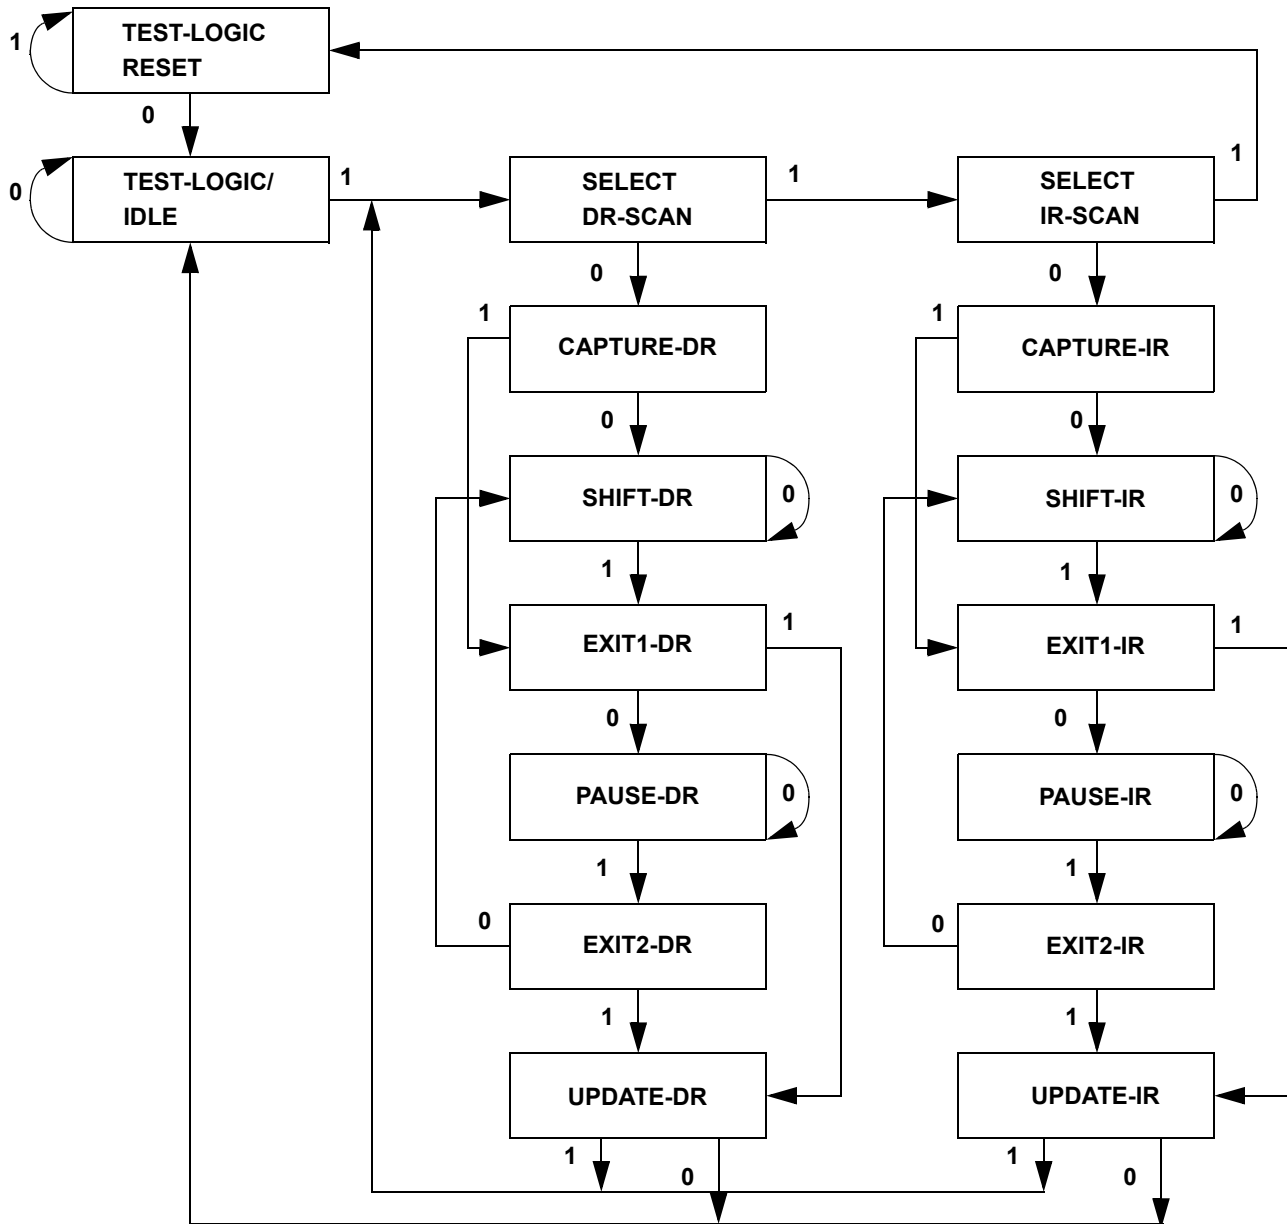 1
TEST-LOGIC
RESET
0
0
TEST-LOGIC/
IDLE
1
SELECT
DR-SCAN
1
SELECT
IR-SCAN
1
0
0
1
CAPTURE-DR
1
CAPTURE-IR
0
0
SHIFT-DR
0
SHIFT-IR
0
1
1
EXIT1-DR
1
EXIT1-IR
1
0
0
PAUSE-DR
0
PAUSE-IR
0
1
1
0
EXIT2-DR
0
EXIT2-IR
1
1
UPDATE-DR
UPDATE-IR
1
0
1
0